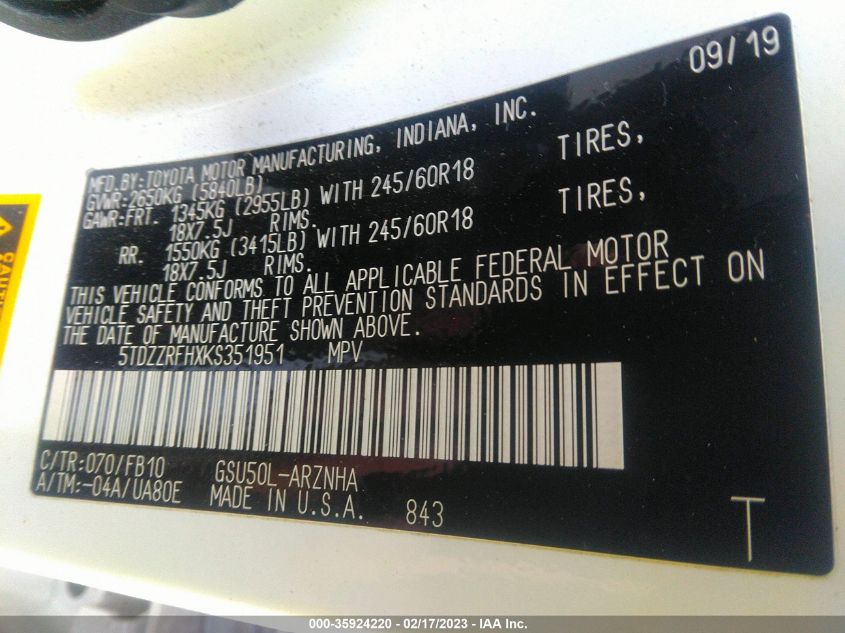 09/19
MFD.BY:TOYOTA MOTOR MANUFACTURING, INDIANA, INC.
GVWR:2650KG (5840LB)
GAWR:FRT. 1345KG (2955LB) WITH 245/60R18 TIRES,
18X7.5J RIMS.
RR. 1550KG (3415LB) WITH 245/60R18 TIRES,
18X7.5J RIMS.
THIS VEHICLE CONFORMS TO ALL APPLICABLE FEDERAL MOTOR
VEHICLE SAFETY AND THEFT PREVENTION STANDARDS IN EFFECT ON
THE DATE OF MANUFACTURE SHOWN ABOVE.
5TDZZRFHXKS351951 MPV
C/TR:070/FB10 GSU50L-ARZNHA
A/TM:-04A/UA80E MADE IN U.S.A. 843
T
000-35924220 - 02/17/2023 - IAA Inc.